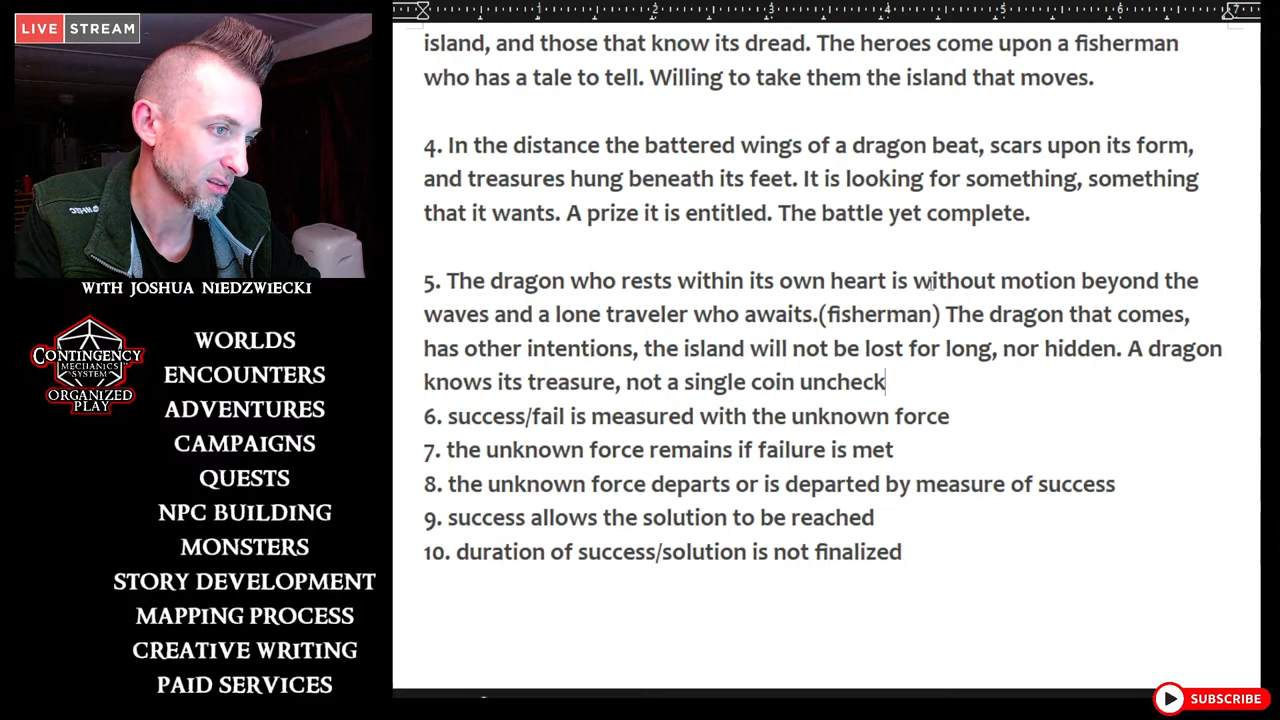 LIVE STREAM
WITH JOSHUA NIEDZWIECKI
CONTINGENCY
MECHANICS
SYSTEM
ORGANIZED
PLAY
WORLDS
ENCOUNTERS
ADVENTURES
CAMPAIGNS
QUESTS
NPC BUILDING
MONSTERS
STORY DEVELOPMENT
MAPPING PROCESS
CREATIVE WRITING
PAID SERVICES
1 2 3 4 5 6 7
island, and those that know its dread. The heroes come upon a fisherman
who has a tale to tell. Willing to take them the island that moves.
4. In the distance the battered wings of a dragon beat, scars upon its form,
and treasures hung beneath its feet. It is looking for something, something
that it wants. A prize it is entitled. The battle yet complete.
5. The dragon who rests within its own heart is without motion beyond the
waves and a lone traveler who awaits.(fisherman) The dragon that comes,
has other intentions, the island will not be lost for long, nor hidden. A dragon
knows its treasure, not a single coin uncheck
6. success/fail is measured with the unknown force
7. the unknown force remains if failure is met
8. the unknown force departs or is departed by measure of success
9. success allows the solution to be reached
10. duration of success/solution is not finalized
SUBSCRIBE